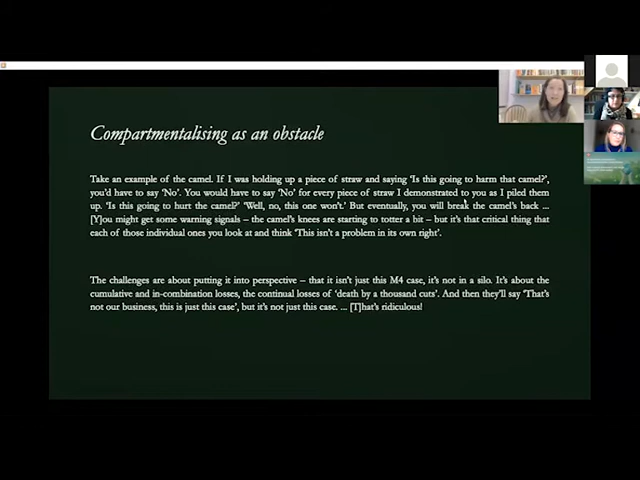 Compartmentalising as an obstacle
Take an example of the camel. If I was holding up a piece of straw and saying ‘Is this going to harm that camel?’,
you’d have to say ‘No’. You would have to say ‘No’ for every piece of straw I demonstrated to you as I piled them
up. ‘Is this going to hurt the camel?’ ‘Well, no, this one won’t.’ But eventually, you will break the camel’s back ...
[Y]ou might get some warning signals – the camel’s knees are starting to totter a bit – but it’s that critical thing that
each of those individual ones you look at and think ‘This isn’t a problem in its own right’.
The challenges are about putting it into perspective – that it isn’t just this M4 case, it’s not in a silo. It’s about the
cumulative and in-combination losses, the continual losses of ‘death by a thousand cuts’. And then they’ll say ‘That’s
not our business, this is just this case’, but it’s not just this case. ... [T]hat’s ridiculous!